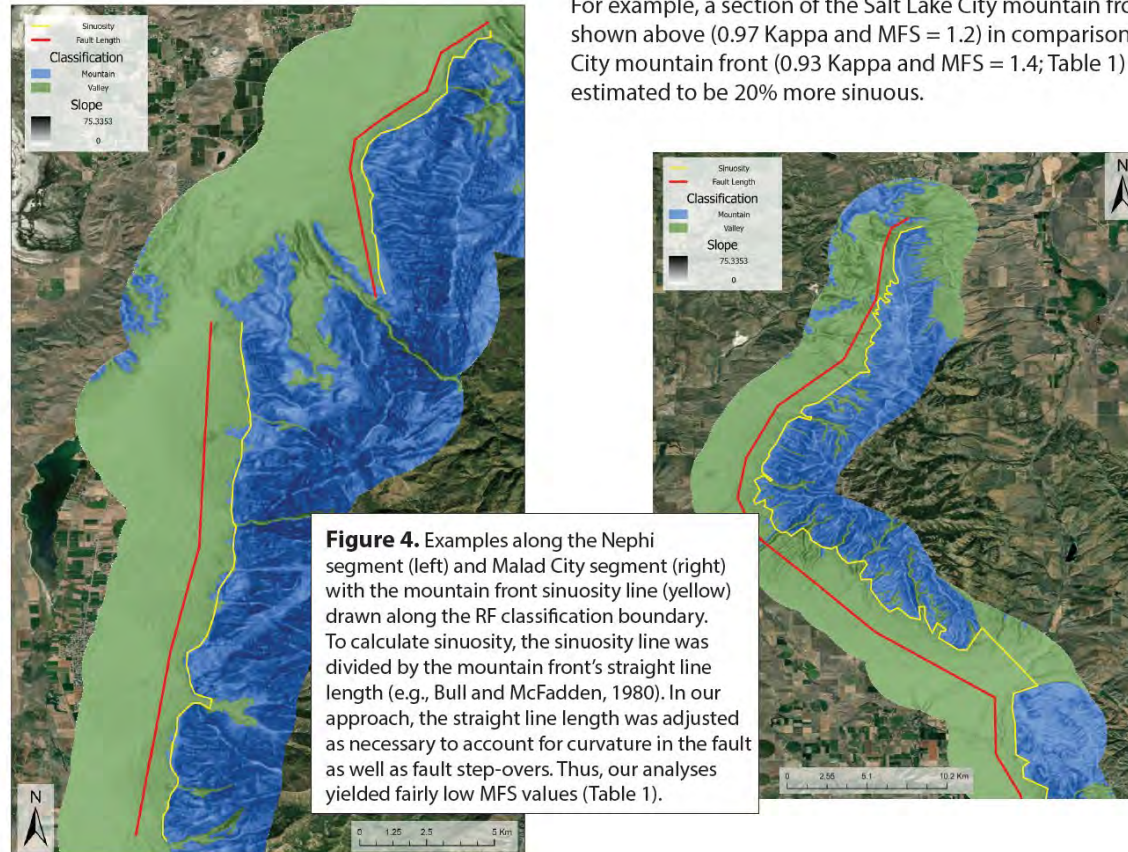 For example, a section of the Salt Lake City mountain
shown above (0.97 Kappa and MFS = 1.2) in comparison
City mountain front (0.93 Kappa and MFS = 1.4; Table 1)
estimated to be 20% more sinuous.
Sinuosity
Fault Length
Classification
Mountain
Valley
Slope
75.3353
0
N
0 1.25 2.5 5 Km
Sinuosity
Fault Length
Classification
Mountain
Valley
Slope
75.3353
0
N
0 2.55 5.1 10.2 Km
Figure 4. Examples along the Nephi
segment (left) and Malad City segment (right)
with the mountain front sinuosity line (yellow)
drawn along the RF classification boundary.
To calculate sinuosity, the sinuosity line was
divided by the mountain front's straight line
length (e.g., Bull and McFadden, 1980). In our
approach, the straight line length was adjusted
as necessary to account for curvature in the fault
as well as fault step-overs. Thus, our analyses
yielded fairly low MFS values (Table 1).